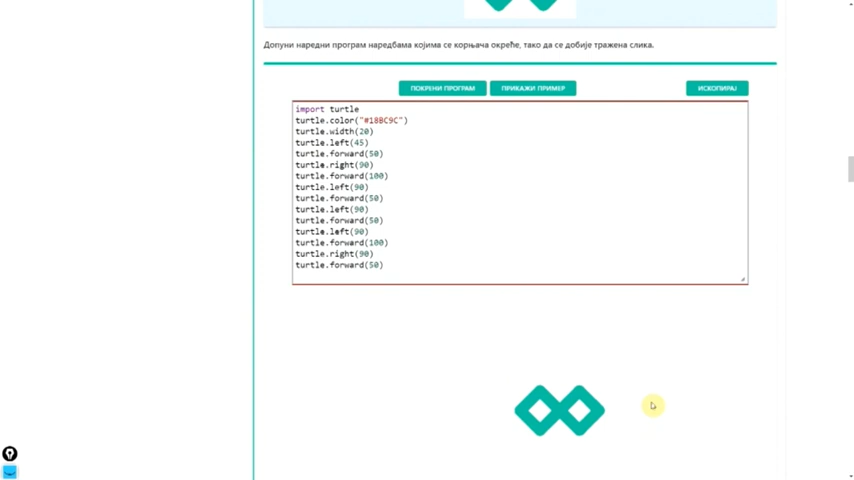 Допуни наредни програм наредбама којима се корњача окреће, тако да се добије тражена слика.
ПОКРЕНИ ПРОГРАМ ПРИКАЖИ ПРИМЕР ИСКОПИРАЈ
import turtle
turtle.color("#18BC9C")
turtle.width(20)
turtle.left(45)
turtle.forward(50)
turtle.right(90)
turtle.forward(100)
turtle.left(90)
turtle.forward(50)
turtle.left(90)
turtle.forward(50)
turtle.left(90)
turtle.forward(100)
turtle.right(90)
turtle.forward(50)